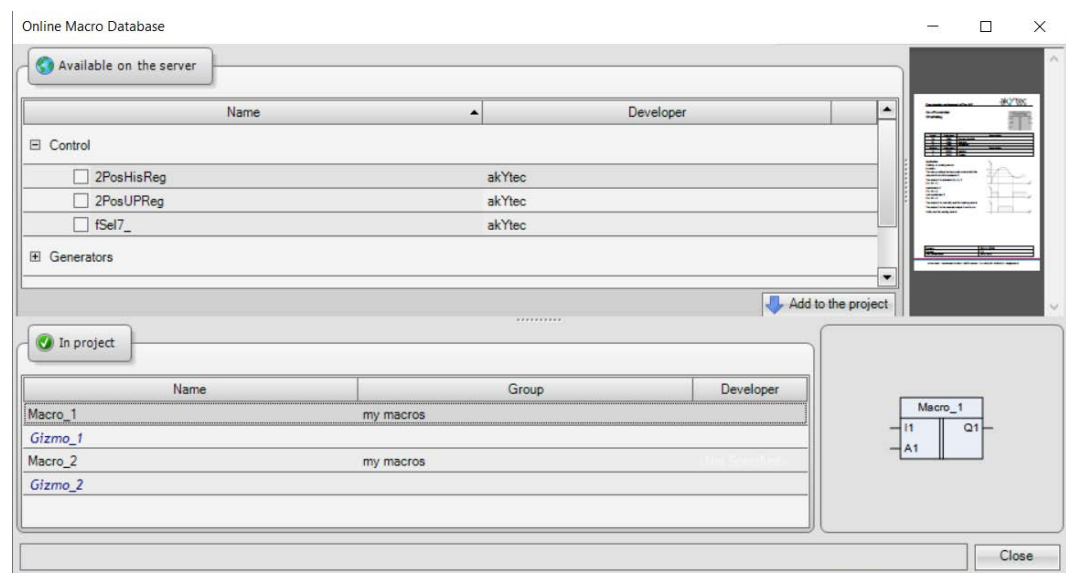 Online Macro Database
Available on the server
Name Developer
Control
2PosHisReg akYtec
2PosUPReg akYtec
fSel7_ akYtec
Generators
Add to the project
akYtec
In project
Name Group Developer
Macro_1 my macros
Gizmo_1
Macro_2 my macros
Gizmo_2
Macro_1
I1 Q1
A1
Close